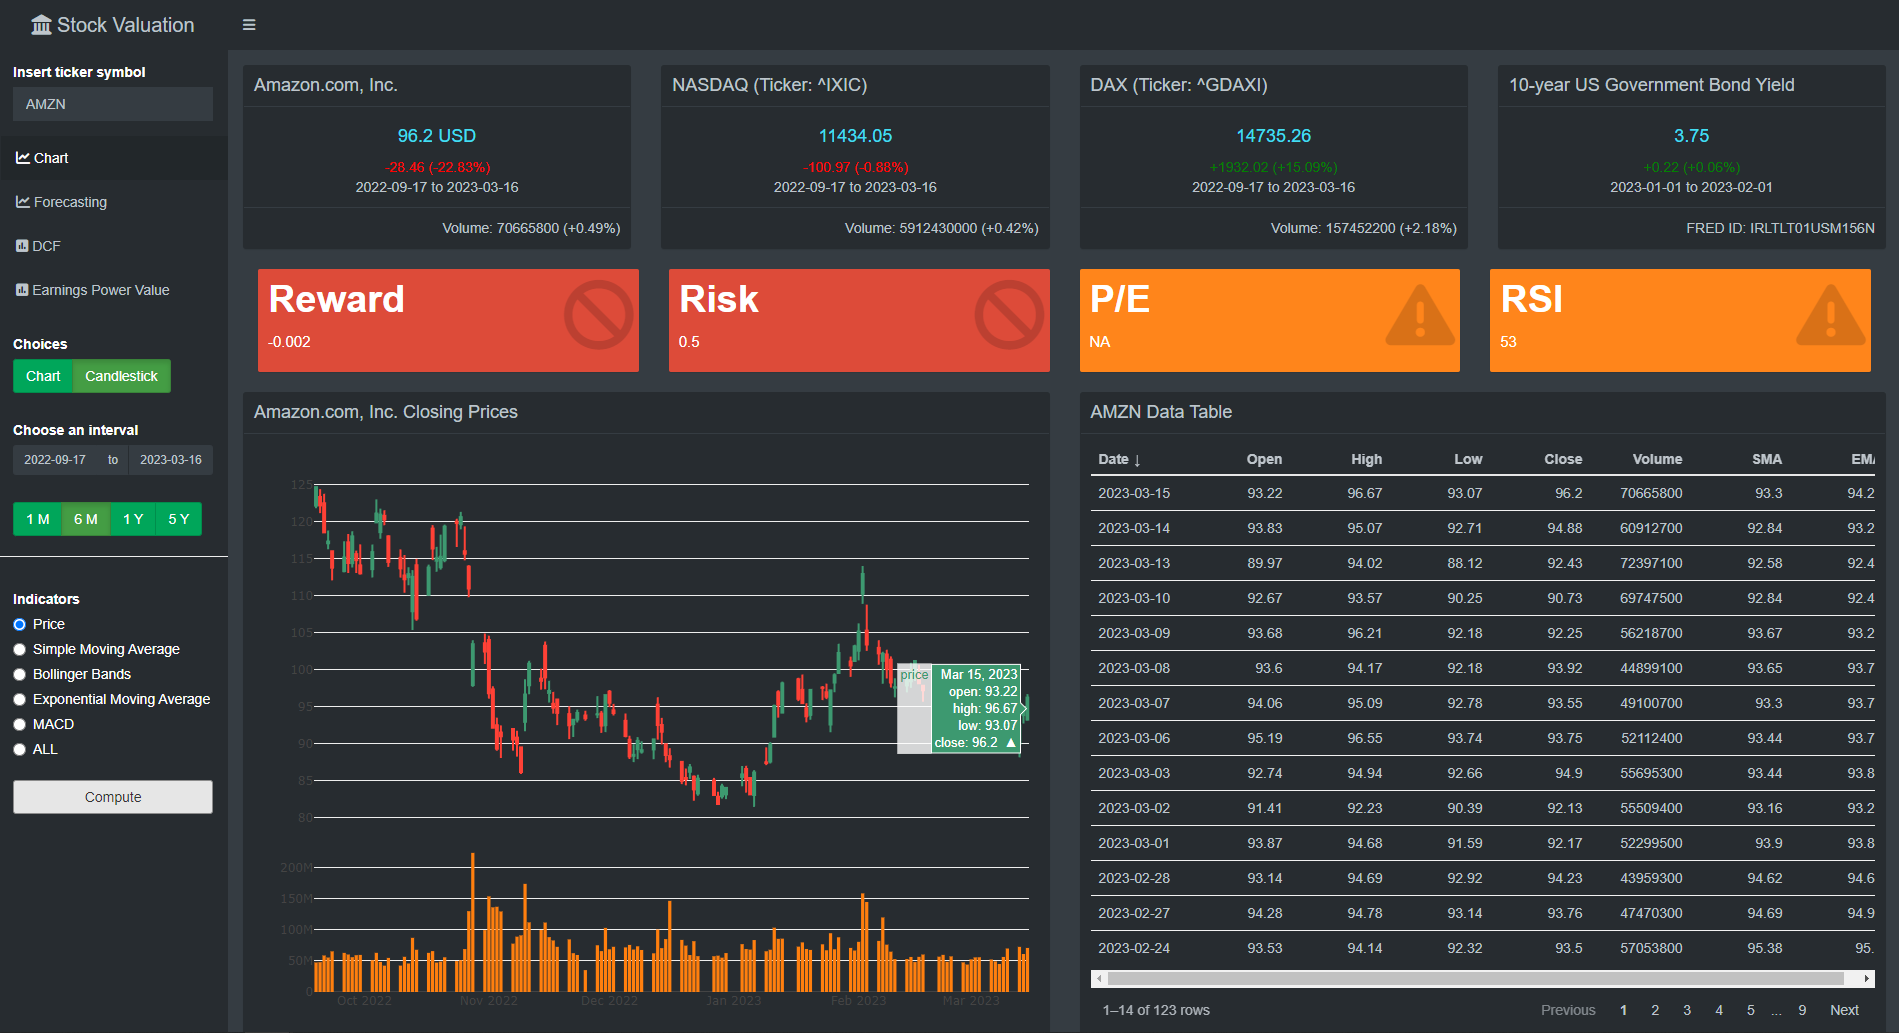 Stock Valuation
Insert ticker symbol
AMZN
Chart
Forecasting
DCF
Earnings Power Value
Choices
Chart Candlestick
Choose an interval
2022-09-17 to 2023-03-16
1 M 6 M 1 Y 5 Y
Indicators
Price
Simple Moving Average
Bollinger Bands
Exponential Moving Average
MACD
ALL
Compute
Amazon.com, Inc.
96.2 USD
-28.46 (-22.83%)
2022-09-17 to 2023-03-16
Volume: 70665800 (+0.49%)
NASDAQ (Ticker: ^IXIC)
11434.05
-100.97 (-0.88%)
2022-09-17 to 2023-03-16
Volume: 5912430000 (+0.42%)
DAX (Ticker: ^GDAXI)
14735.26
+1932.02 (+15.09%)
2022-09-17 to 2023-03-16
Volume: 157452200 (+2.18%)
10-year US Government Bond Yield
3.75
+0.22 (+0.06%)
2023-01-01 to 2023-02-01
FRED ID: IRLTLT01USM156N
Reward
-0.002
Risk
0.5
P/E
NA
RSI
53
Amazon.com, Inc. Closing Prices
125
120
115
110
105
100
95
90
85
80
price
Mar 15, 2023
open: 93.22
high: 96.67
low: 93.07
close: 96.2 ▲
200M
150M
100M
50M
0
Oct 2022 Nov 2022 Dec 2022 Jan 2023 Feb 2023 Mar 2023
AMZN Data Table
Date ↓ Open High Low Close Volume SMA EMA
2023-03-15 93.22 96.67 93.07 96.2 70665800 93.3 94.2
2023-03-14 93.83 95.07 92.71 94.88 60912700 92.84 93.2
2023-03-13 89.97 94.02 88.12 92.43 72397100 92.58 92.4
2023-03-10 92.67 93.57 90.25 90.73 69747500 92.84 92.4
2023-03-09 93.68 96.21 92.18 92.25 56218700 93.67 93.2
2023-03-08 93.6 94.17 92.18 93.92 44899100 93.65 93.7
2023-03-07 94.06 95.09 92.78 93.55 49100700 93.3 93.7
2023-03-06 95.19 96.55 93.74 93.75 52112400 93.44 93.7
2023-03-03 92.74 94.94 92.66 94.9 55695300 93.44 93.8
2023-03-02 91.41 92.23 90.39 92.13 55509400 93.16 93.2
2023-03-01 93.87 94.68 91.59 92.17 52299500 93.9 93.8
2023-02-28 93.14 94.69 92.92 94.23 43959300 94.62 94.6
2023-02-27 94.28 94.78 93.14 93.76 47470300 94.69 94.9
2023-02-24 93.53 94.14 92.32 93.5 57053800 95.38 95.
1–14 of 123 rows
Previous 1 2 3 4 5 ... 9 Next